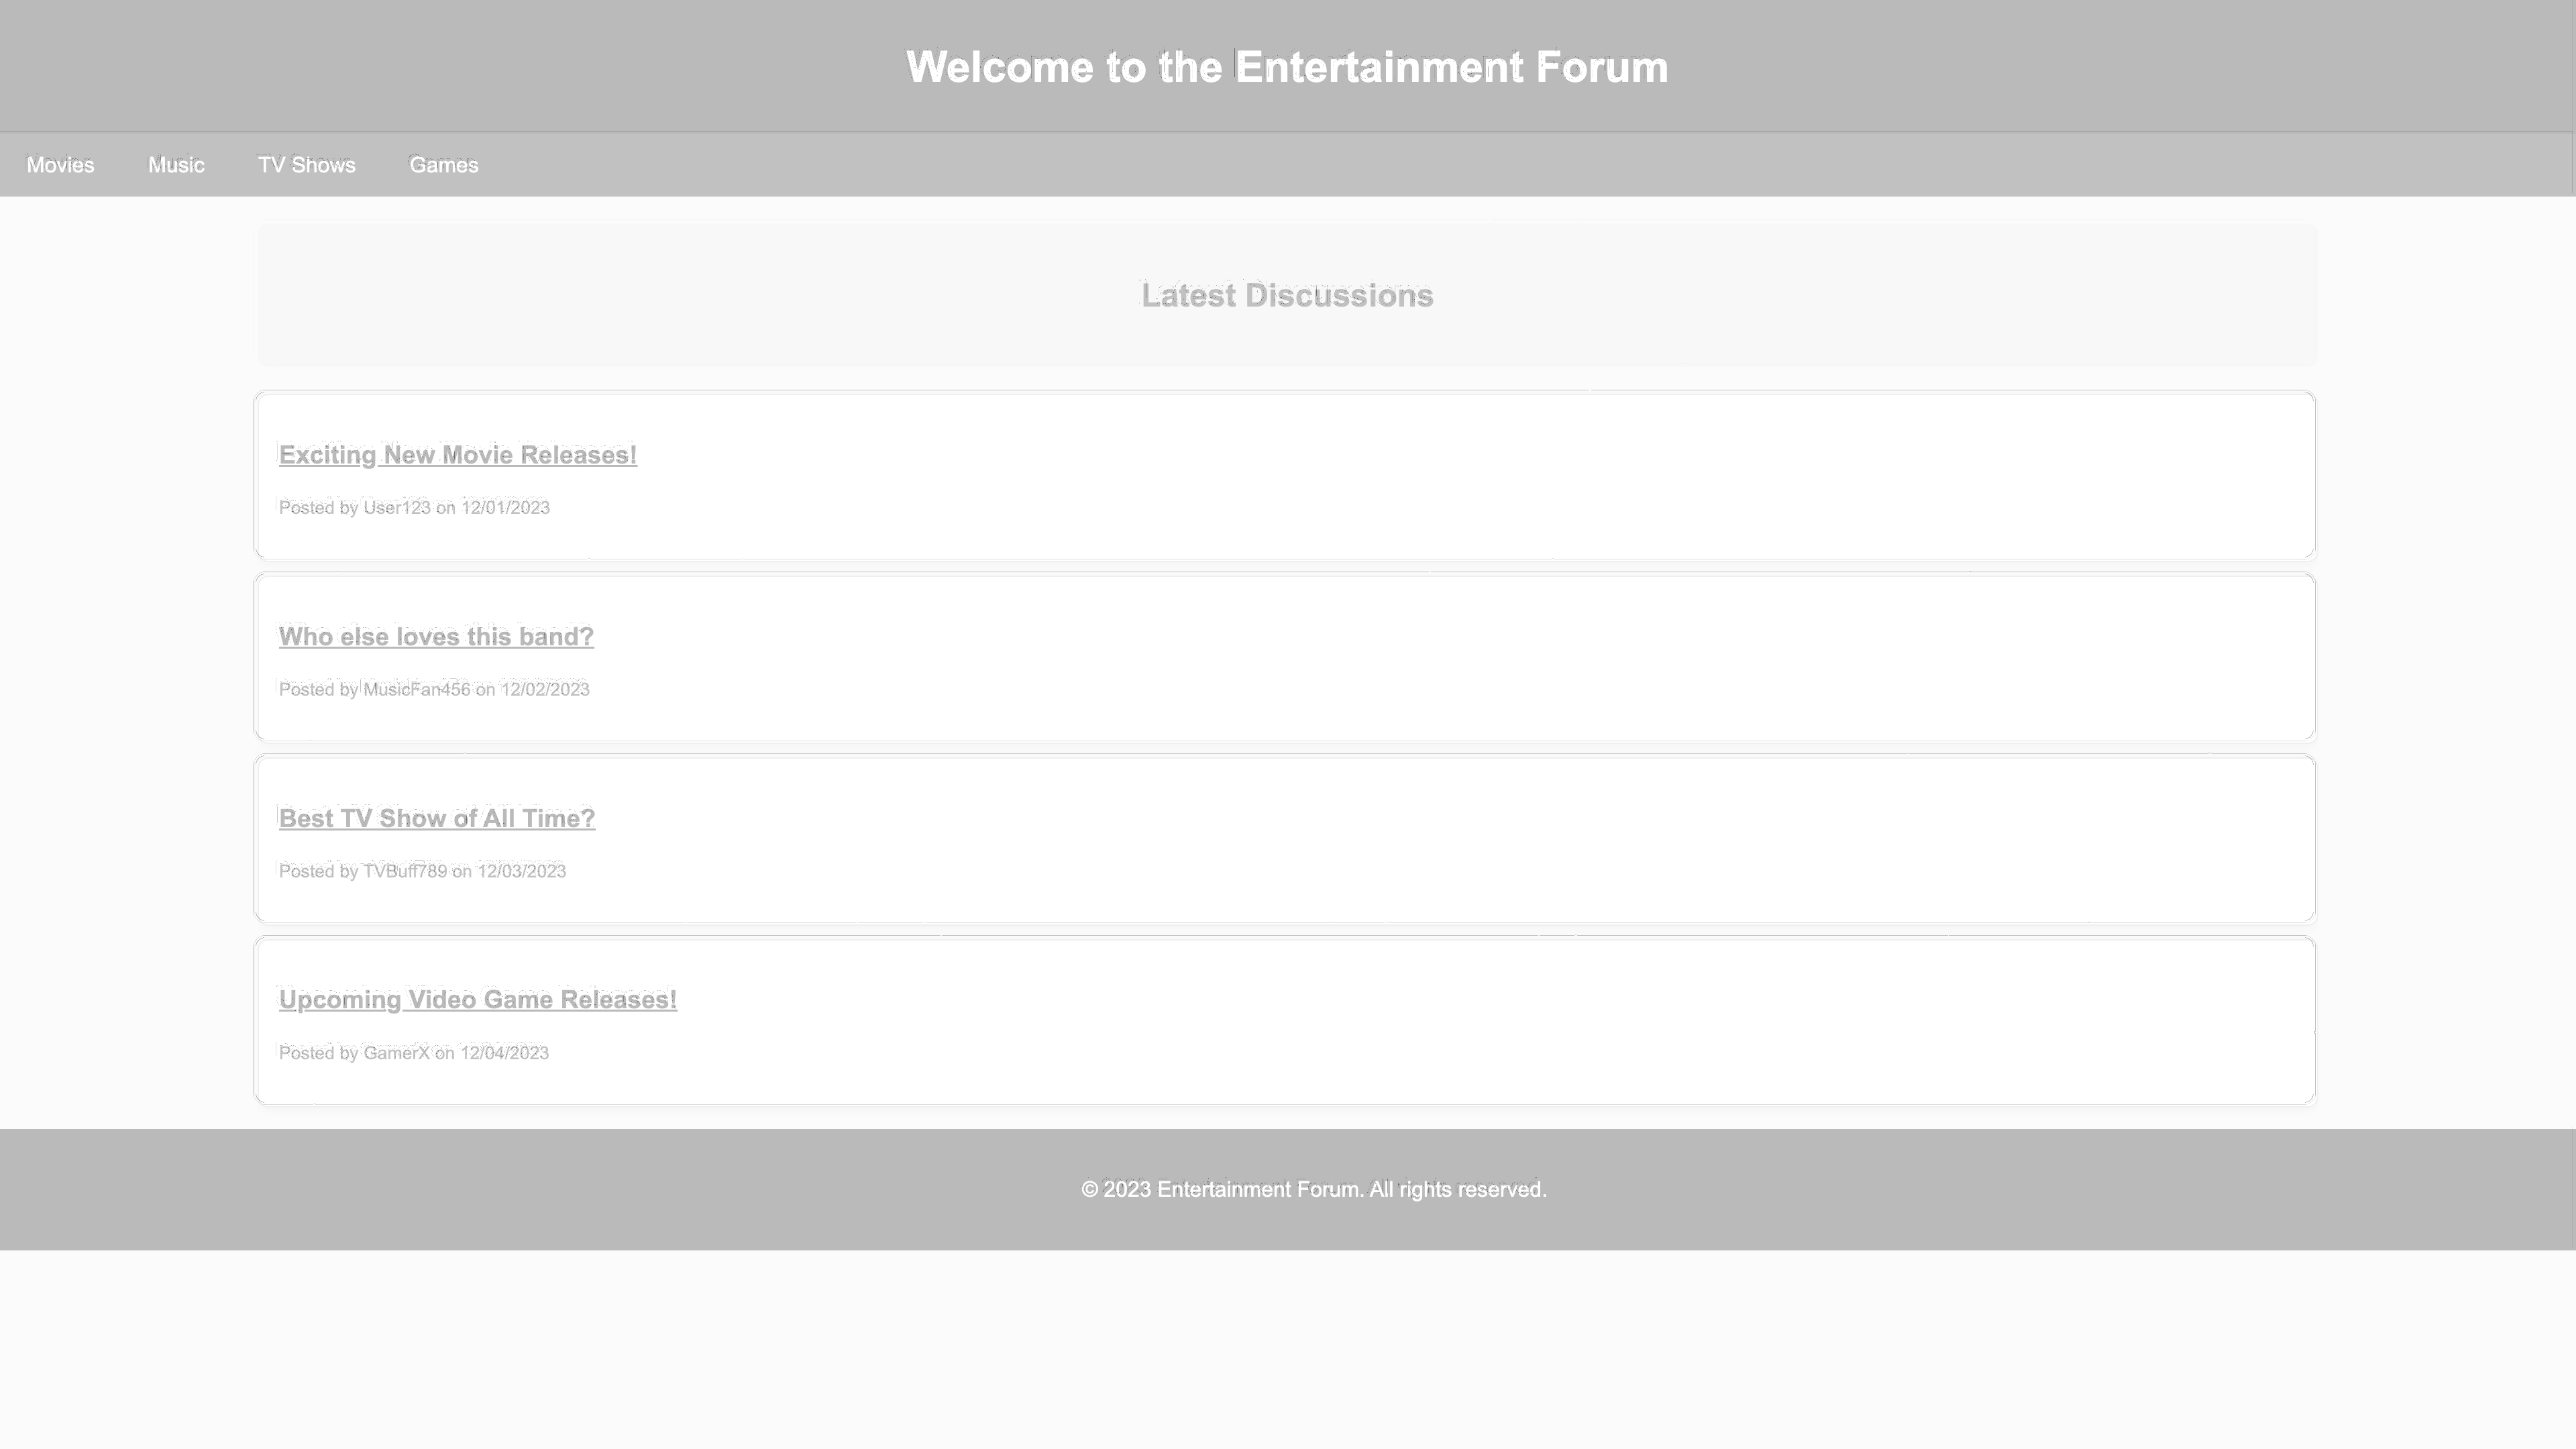 Welcome to the Entertainment Forum
Movies Music TV Shows Games
Latest Discussions
Exciting New Movie Releases!
Posted by User123 on 12/01/2023
Who else loves this band?
Posted by MusicFan456 on 12/02/2023
Best TV Show of All Time?
Posted by TVBuff789 on 12/03/2023
Upcoming Video Game Releases!
Posted by GamerX on 12/04/2023
© 2023 Entertainment Forum. All rights reserved.